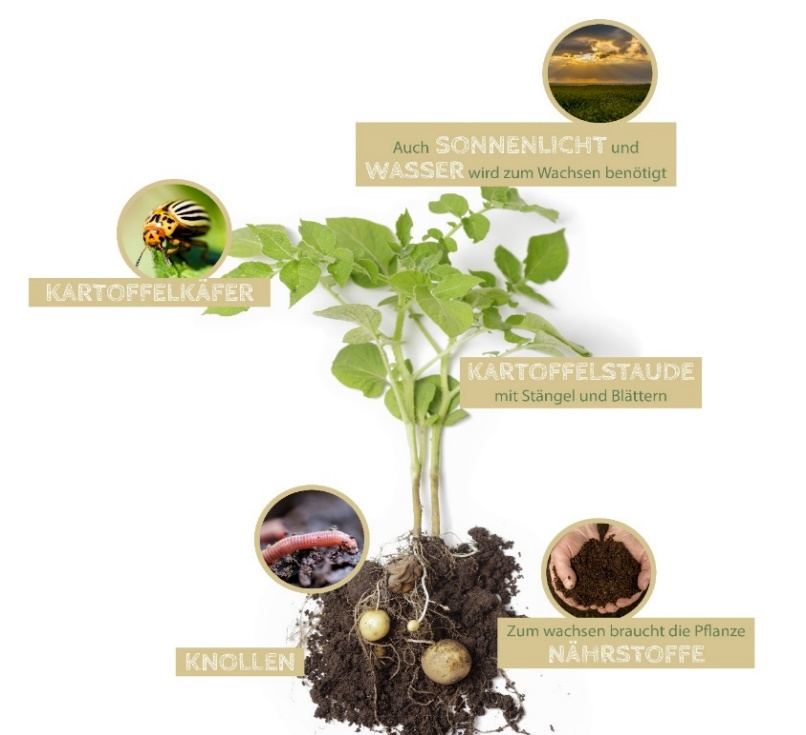 Auch SONNENLICHT und
WASSER wird zum Wachsen benötigt
KARTOFFELKÄFER
KARTOFFELSTAUDE
mit Stängel und Blättern
Zum wachsen braucht die Pflanze
NÄHRSTOFFE
KNOLLEN